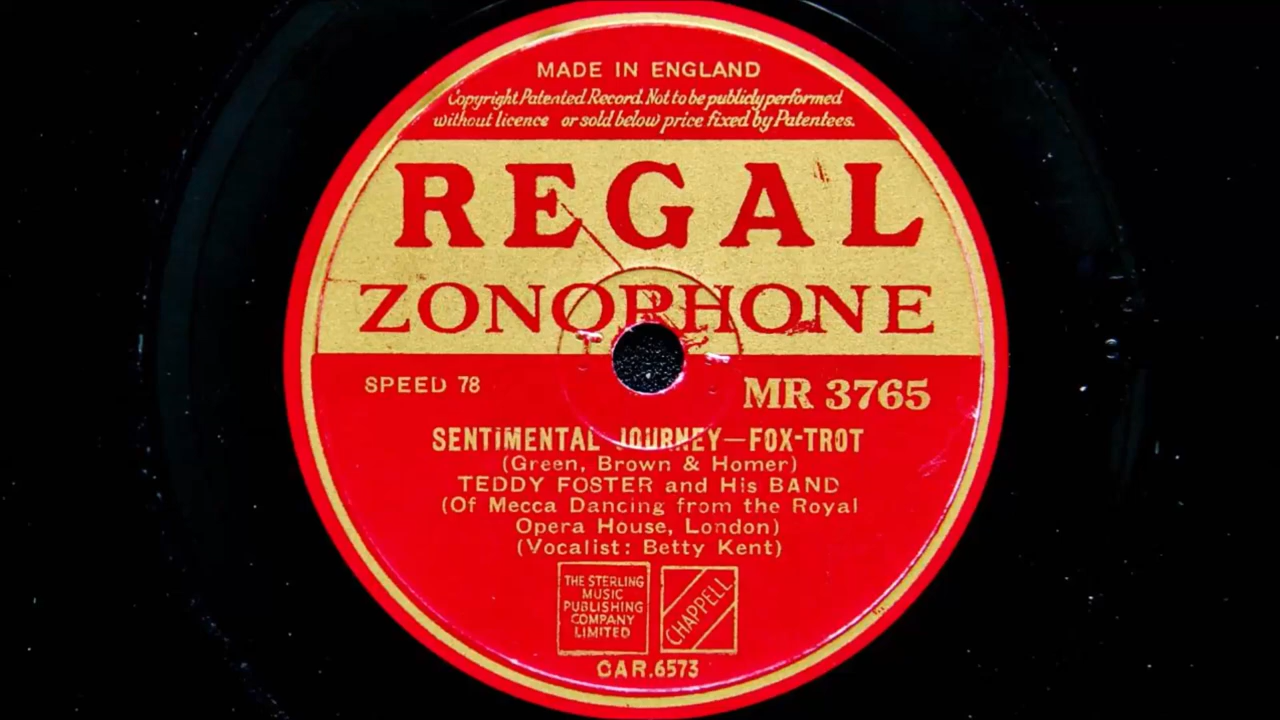 MADE IN ENGLAND
Copyright Patented Record. Not to be publicly performed
without licence or sold below price fixed by Patentees.
REGAL
ZONOPHONE
SPEED 78
MR 3765
SENTIMENTAL JOURNEY—FOX-TROT
(Green, Brown & Homer)
TEDDY FOSTER and His BAND
(Of Mecca Dancing from the Royal
Opera House, London)
(Vocalist: Betty Kent)
THE STERLING
MUSIC
PUBLISHING
COMPANY
LIMITED
CHAPPELL
CAR.6573